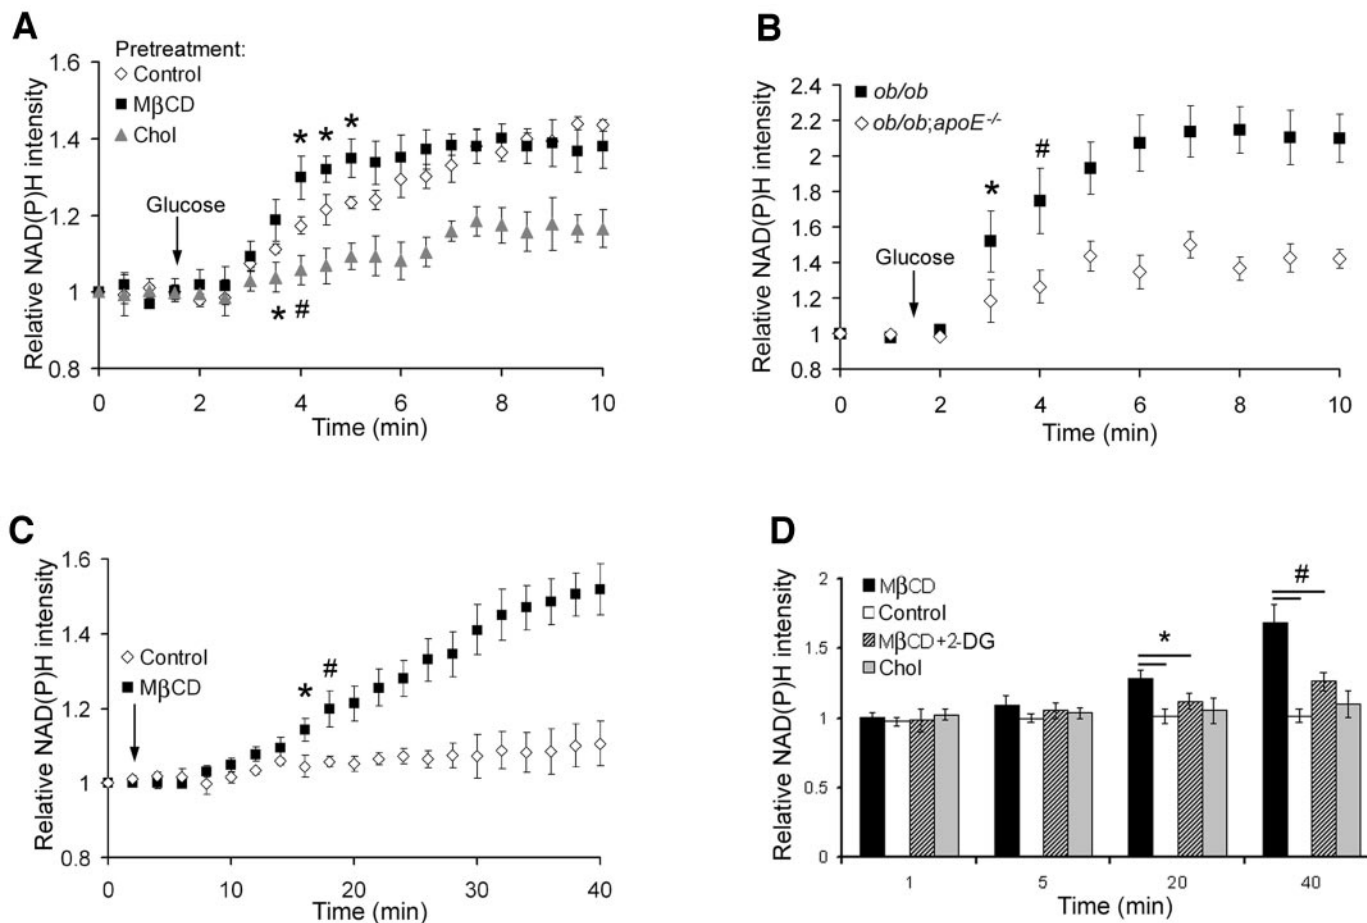 A
Pretreatment:
Control
MβCD
Chol
Relative NAD(P)H intensity
1.6
1.4
1.2
1
0.8
Glucose
* * *
* #
0 2 4 6 8 10
Time (min)
B
ob/ob
ob/ob;apoE-/-
Relative NAD(P)H intensity
2.4
2.2
1.8
1.6
1.4
1.2
1
0.8
#
*
Glucose
0 2 4 6 8 10
Time (min)
C
Control
MβCD
Relative NAD(P)H intensity
1.6
1.4
1.2
1
0.8
* #
0 10 20 30 40
Time (min)
D
MβCD
Control
MβCD+2-DG
Chol
Relative NAD(P)H intensity
2
1.5
1
0.5
0
*
#
1 5 20 40
Time (min)